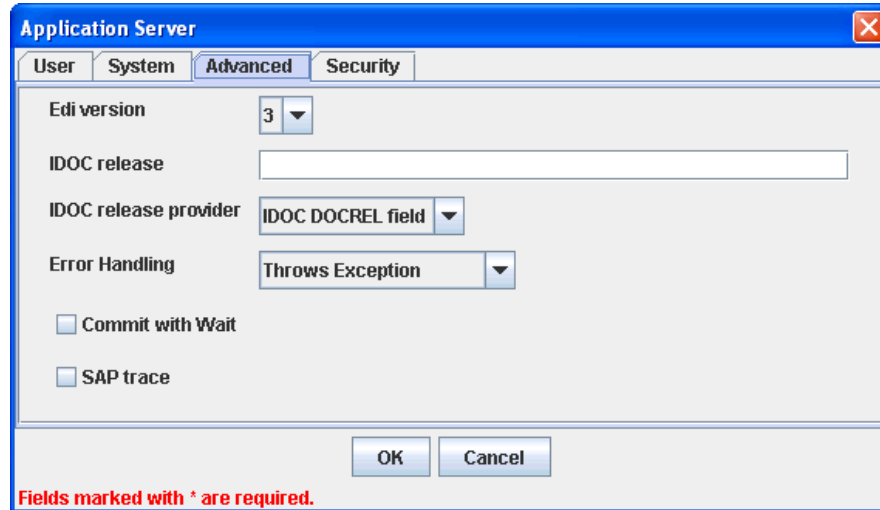 Application Server
User System Advanced Security
Edi version 3
IDOC release
IDOC release provider IDOC DOCREL field
Error Handling Throws Exception
Commit with Wait
SAP trace
OK Cancel
Fields marked with * are required.